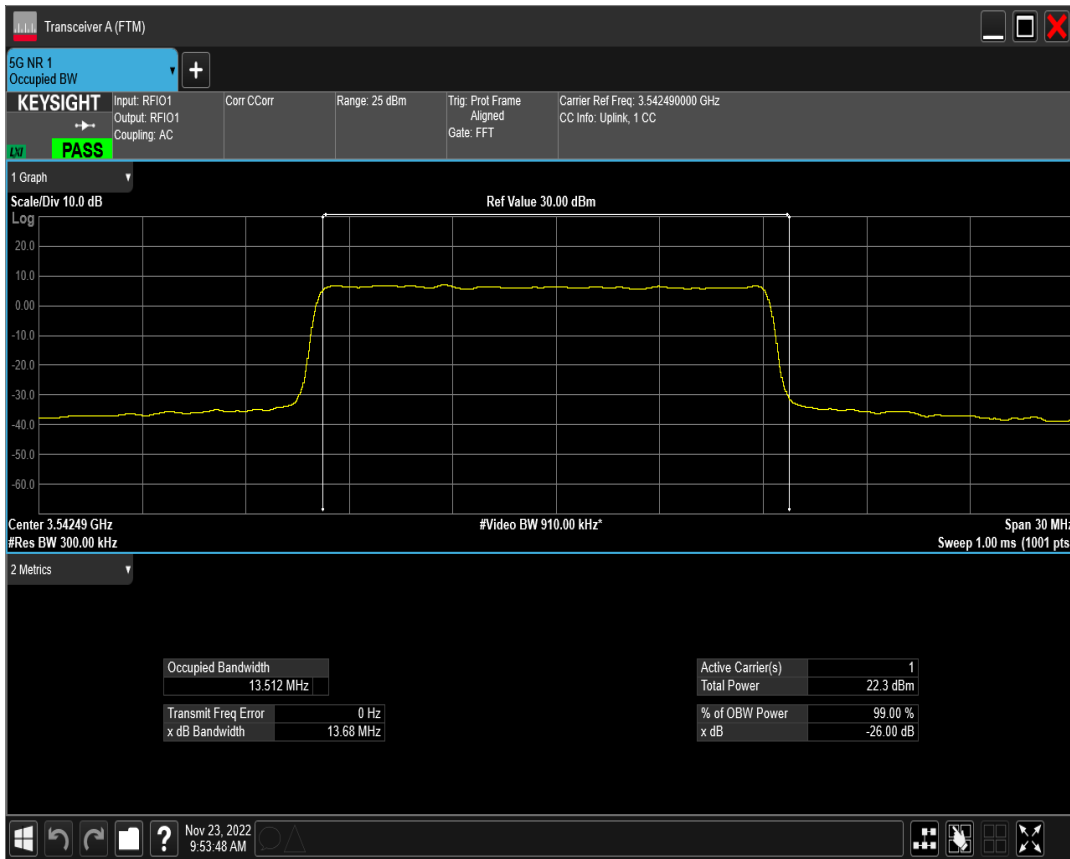 Transceiver A (FTM)
5G NR 1
Occupied BW
+
KEYSIGHT
LXI
PASS
Input: RFIO1
Output: RFIO1
Coupling: AC
Corr CCorr
Range: 25 dBm
Trig: Prot Frame
Aligned
Gate: FFT
Carrier Ref Freq: 3.542490000 GHz
CC Info: Uplink, 1 CC
1 Graph
Scale/Div 10.0 dB
Ref Value 30.00 dBm
Log
20.0
10.0
0.00
-10.0
-20.0
-30.0
-40.0
-50.0
-60.0
Center 3.54249 GHz
#Video BW 910.00 kHz*
Span 30 MHz
#Res BW 300.00 kHz
Sweep 1.00 ms (1001 pts
2 Metrics
Occupied Bandwidth
13.512 MHz
Transmit Freq Error 0 Hz
x dB Bandwidth 13.68 MHz
Active Carrier(s) 1
Total Power 22.3 dBm
% of OBW Power 99.00 %
x dB -26.00 dB
?
Nov 23, 2022
9:53:48 AM